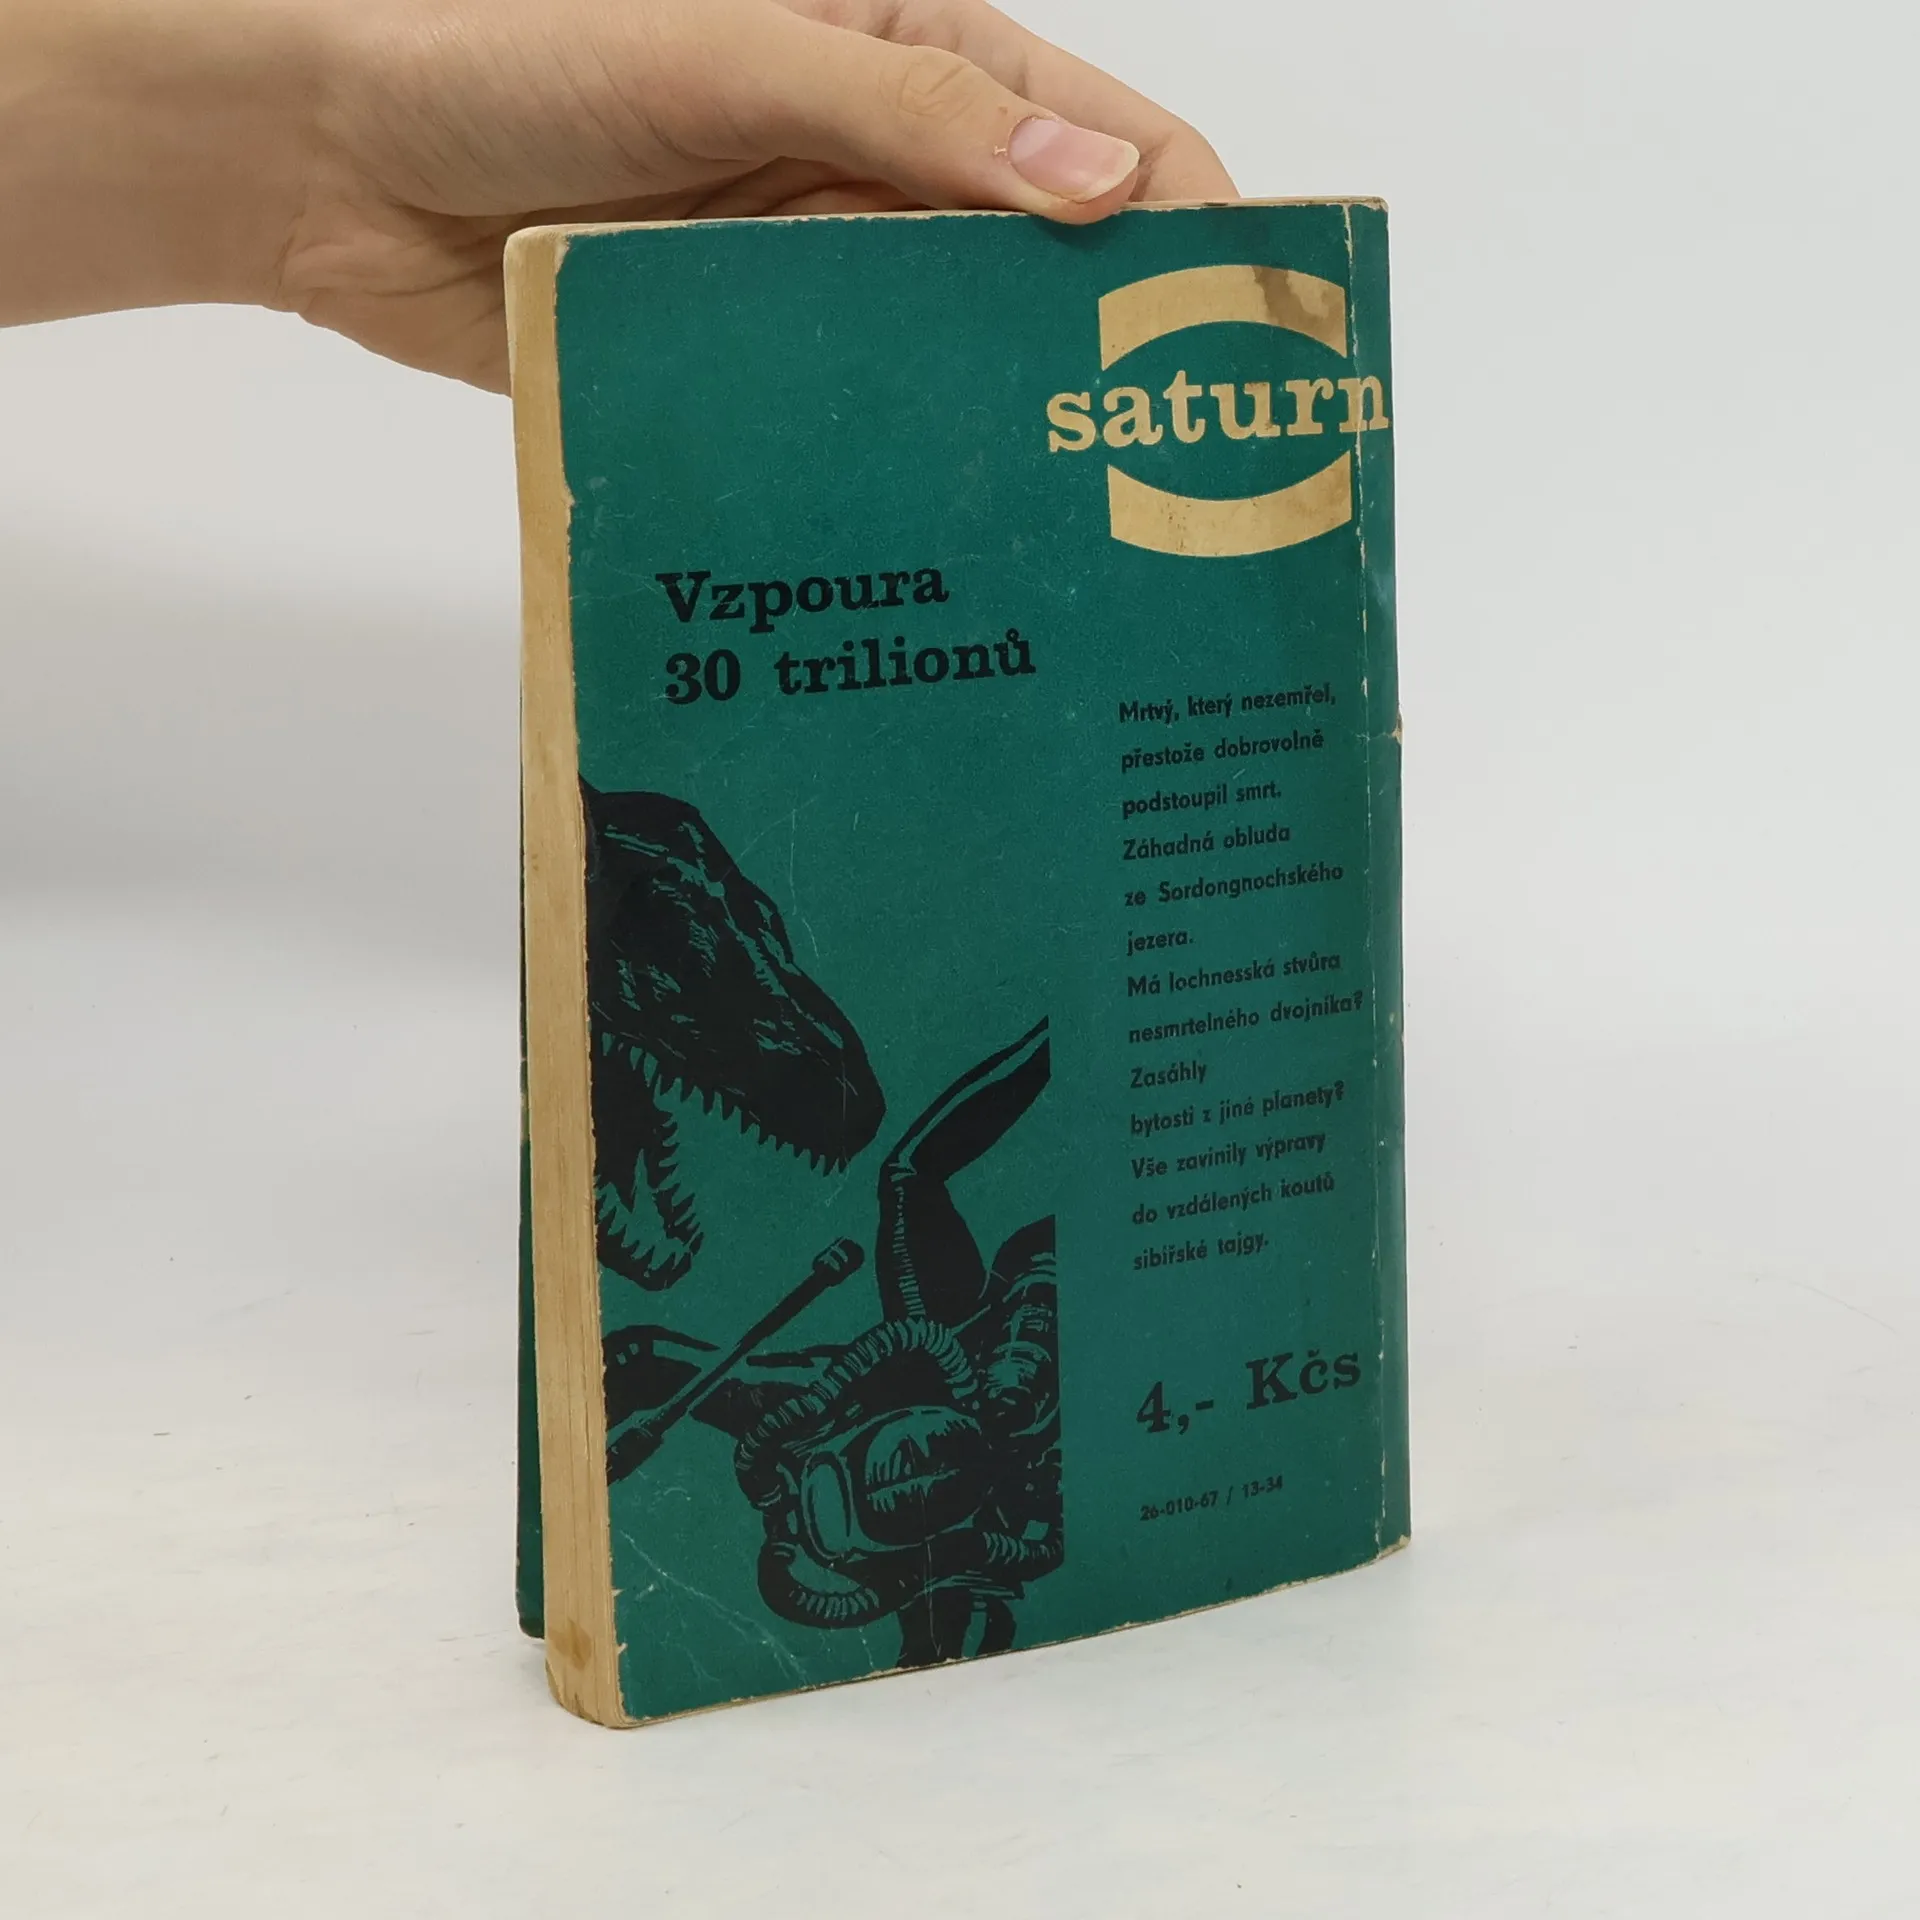 saturn
Vzpoura
30 trilionů
Mrtvý, který nezemřel,
přestože dobrovolně
podstoupil smrt.
Záhadná obluda
ze Sordongnochského
jezera.
Má lochnesská stvůra
nesmrtelného dvojníka?
Zasáhly
bytosti z jiné planety?
Vše zavinily výpravy
do vzdálených koutů
sibiřské tajgy.
4,- Kčs
26-010-67 / 13-34